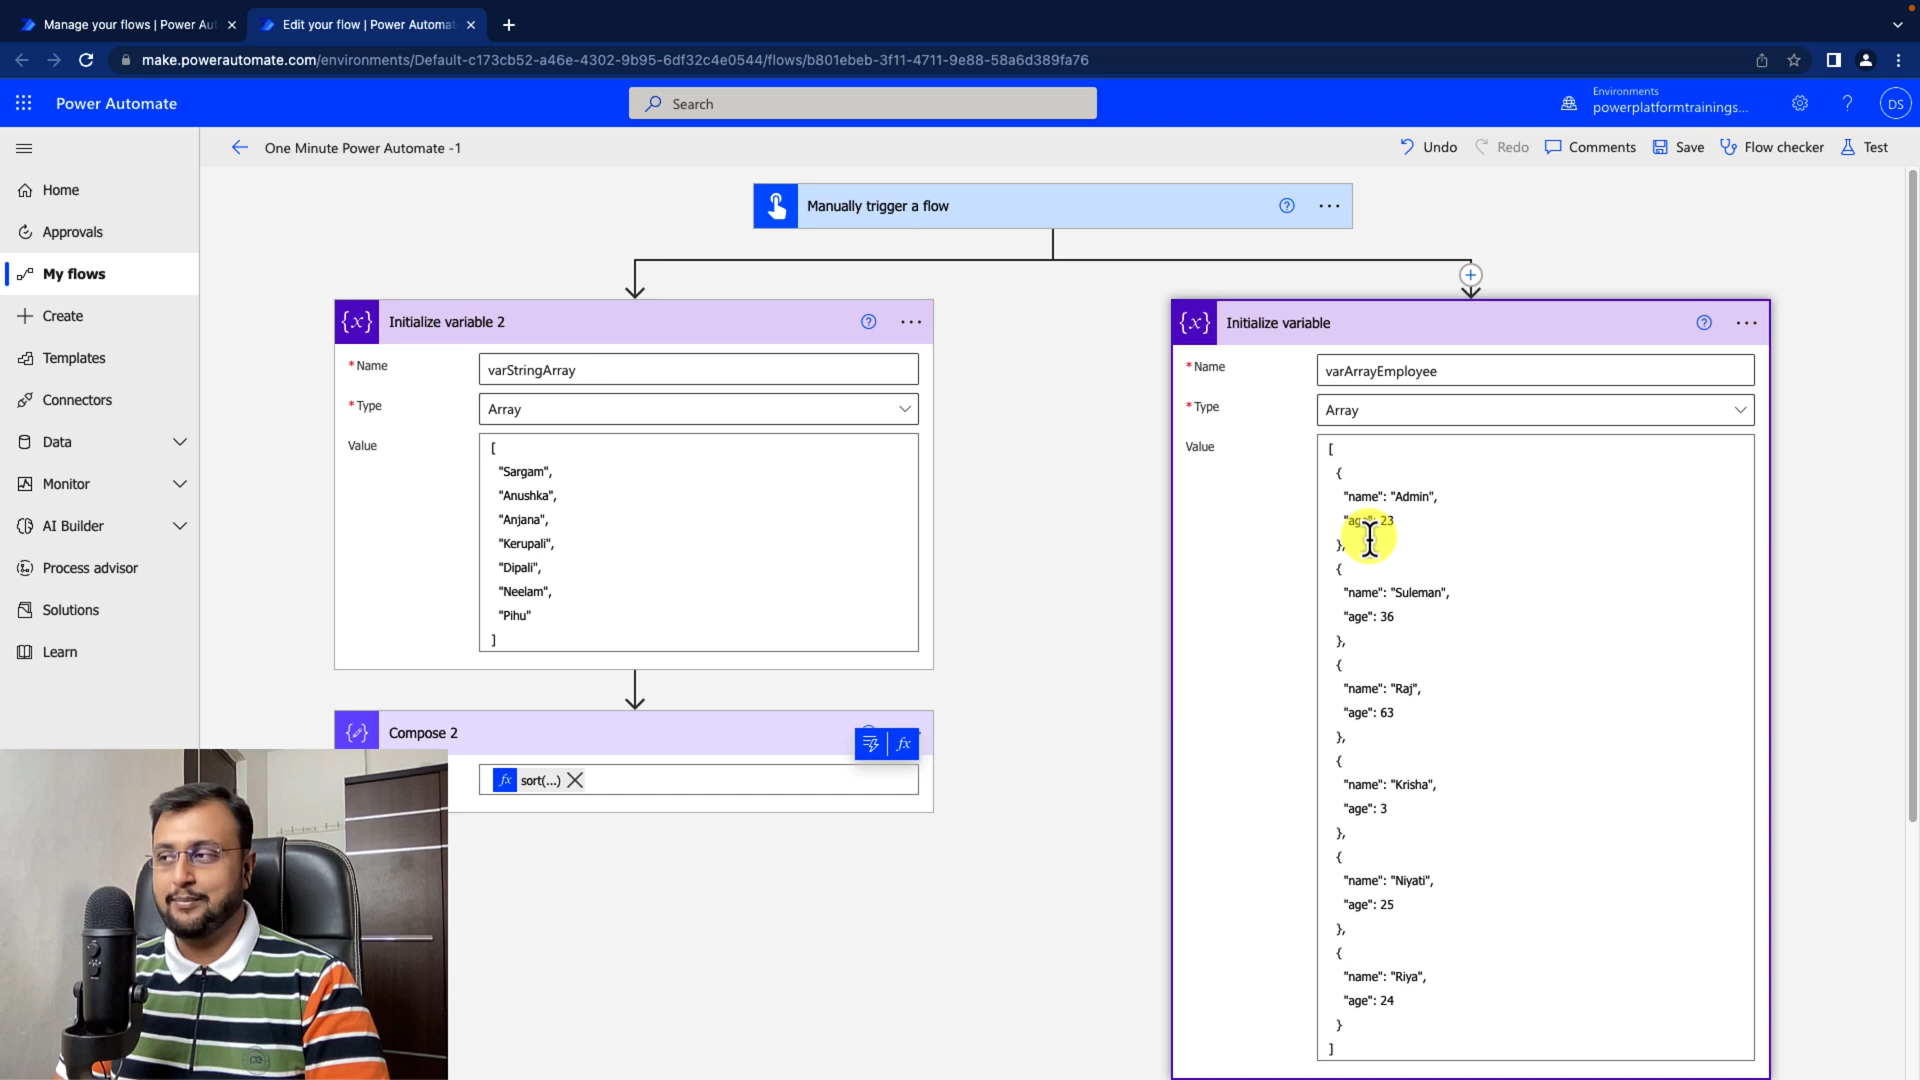 Manage your flows | Power Au
Edit your flow | Power Automat
make.powerautomate.com/environments/Default-c173cb52-a46e-4302-9b95-6df32c4e0544/flows/b801ebeb-3f11-4711-9e88-58a6d389fa76
Power Automate
Search
Environments
powerplatformtrainings...
?
DS
One Minute Power Automate -1
Undo
Redo
Comments
Save
Flow checker
Test
Home
Approvals
My flows
Create
Templates
Connectors
Data
Monitor
AI Builder
Process advisor
Solutions
Learn
Manually trigger a flow
{x} Initialize variable 2
*Name
varStringArray
*Type
Array
Value
[
"Sargam",
"Anushka",
"Anjana",
"Kerupali",
"Dipali",
"Neelam",
"Pihu"
]
Compose 2
fx
fx sort(...)
{x} Initialize variable
*Name
varArrayEmployee
*Type
Array
Value
[
{
"name": "Admin",
"age": 23
},
{
"name": "Suleman",
"age": 36
},
{
"name": "Raj",
"age": 63
},
{
"name": "Krisha",
"age": 3
},
{
"name": "Niyati",
"age": 25
},
{
"name": "Riya",
"age": 24
}
]